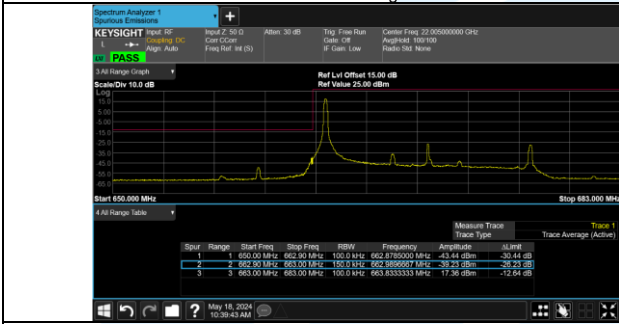 Spectrum Analyzer 1
Spurious Emissions
KEYSIGHT Input: RF Input Z: 50 Ω Atten: 30 dB Trig: Free Run Center Freq: 22.005000000 GHz
L Coupling: DC Corr CCorr Gate: Off Avg|Hold: 100/100
Align: Auto Freq Ref: Int (S) IF Gain: Low Radio Std: None
PASS
3 All Range Graph
Ref Lvl Offset 15.00 dB
Scale/Div 10.0 dB Ref Value 25.00 dBm
Log
15.0
5.00
-5.00
-15.0
-25.0
-35.0
-45.0
-55.0
-65.0
Start 650.000 MHz Stop 683.000 MHz
4 All Range Table
Measure Trace Trace 1
Trace Type Trace Average (Active)
Spur Range Start Freq Stop Freq RBW Frequency Amplitude ΔLimit
1 1 650.00 MHz 662.90 MHz 100.0 kHz 662.8785000 MHz -43.44 dBm -30.44 dB
2 2 662.90 MHz 663.00 MHz 150.0 kHz 662.9896667 MHz -39.23 dBm -26.23 dB
3 3 663.00 MHz 683.00 MHz 100.0 kHz 663.8333333 MHz 17.36 dBm -12.64 dB
May 18, 2024
10:39:43 AM